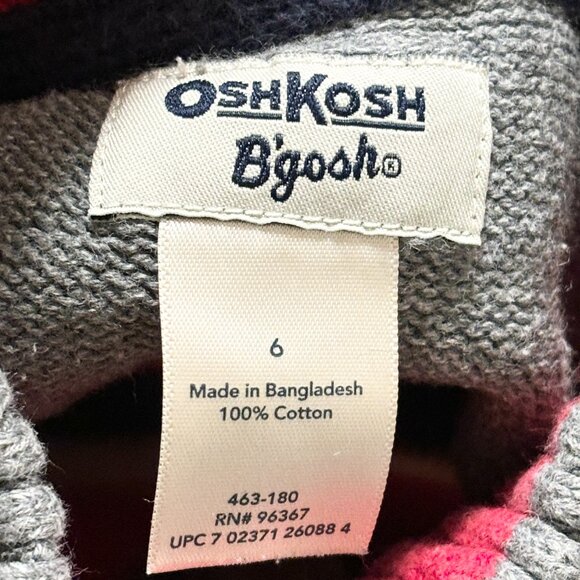 OSHKOSH
B'gosh®
6
Made in Bangladesh
100% Cotton
463-180
RN# 96367
UPC 7 02371 26088 4